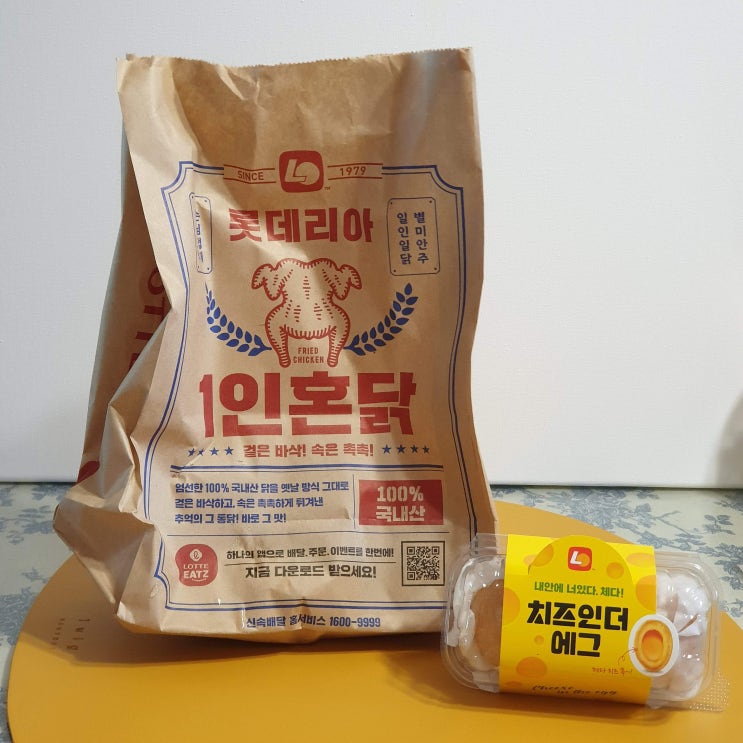 SINCE 1979
롯데리아
일인일닭
별미안주
FRIED
CHICKEN
1인혼닭
겉은 바삭! 속은 촉촉!
엄선한 100% 국내산 닭을 옛날 방식 그대로
겉은 바삭하고, 속은 촉촉하게 튀겨낸
추억의 그 통닭! 바로 그 맛!
100%
국내산
LOTTE
EATZ
하나의 앱으로 배달, 주문, 이벤트를 한번에!
지금 다운로드 받으세요!
신속배달 홈서비스 1600-9999
내안에 너있다, 체다!
치즈인더
에그
Cheese
in the egg
Twig